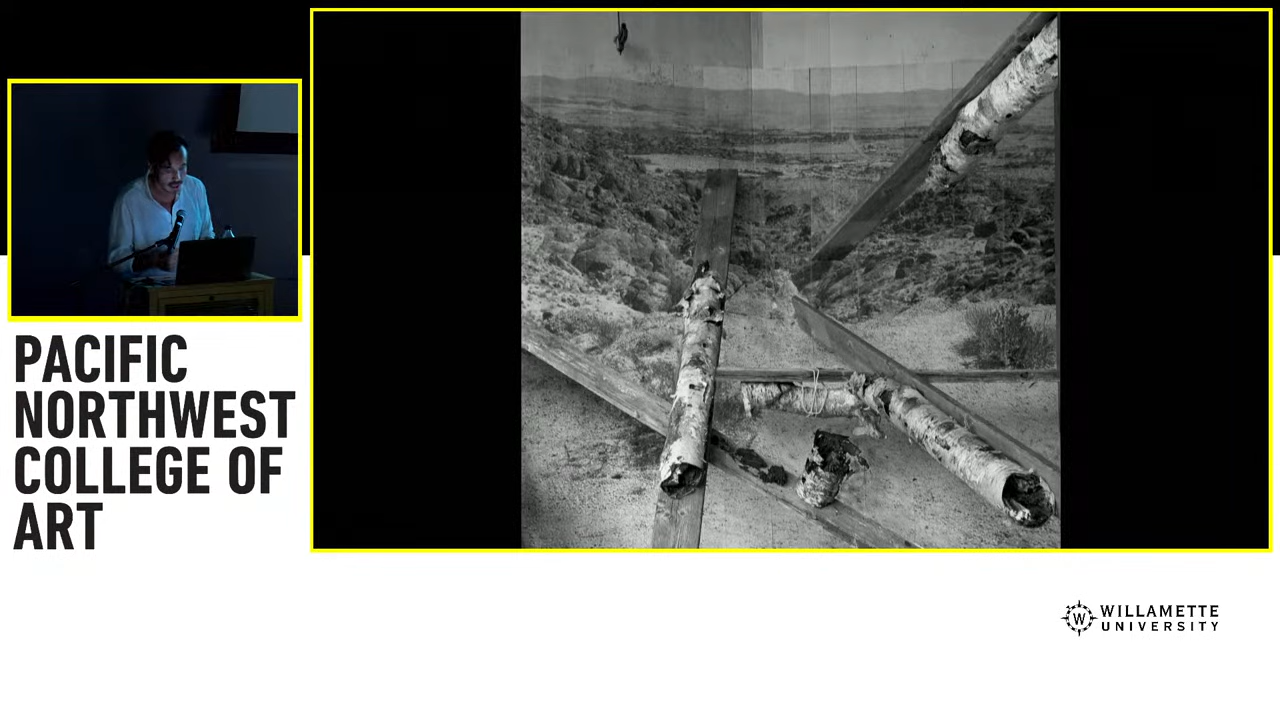 PACIFIC
NORTHWEST
COLLEGE OF
ART
W
WILLAMETTE
UNIVERSITY